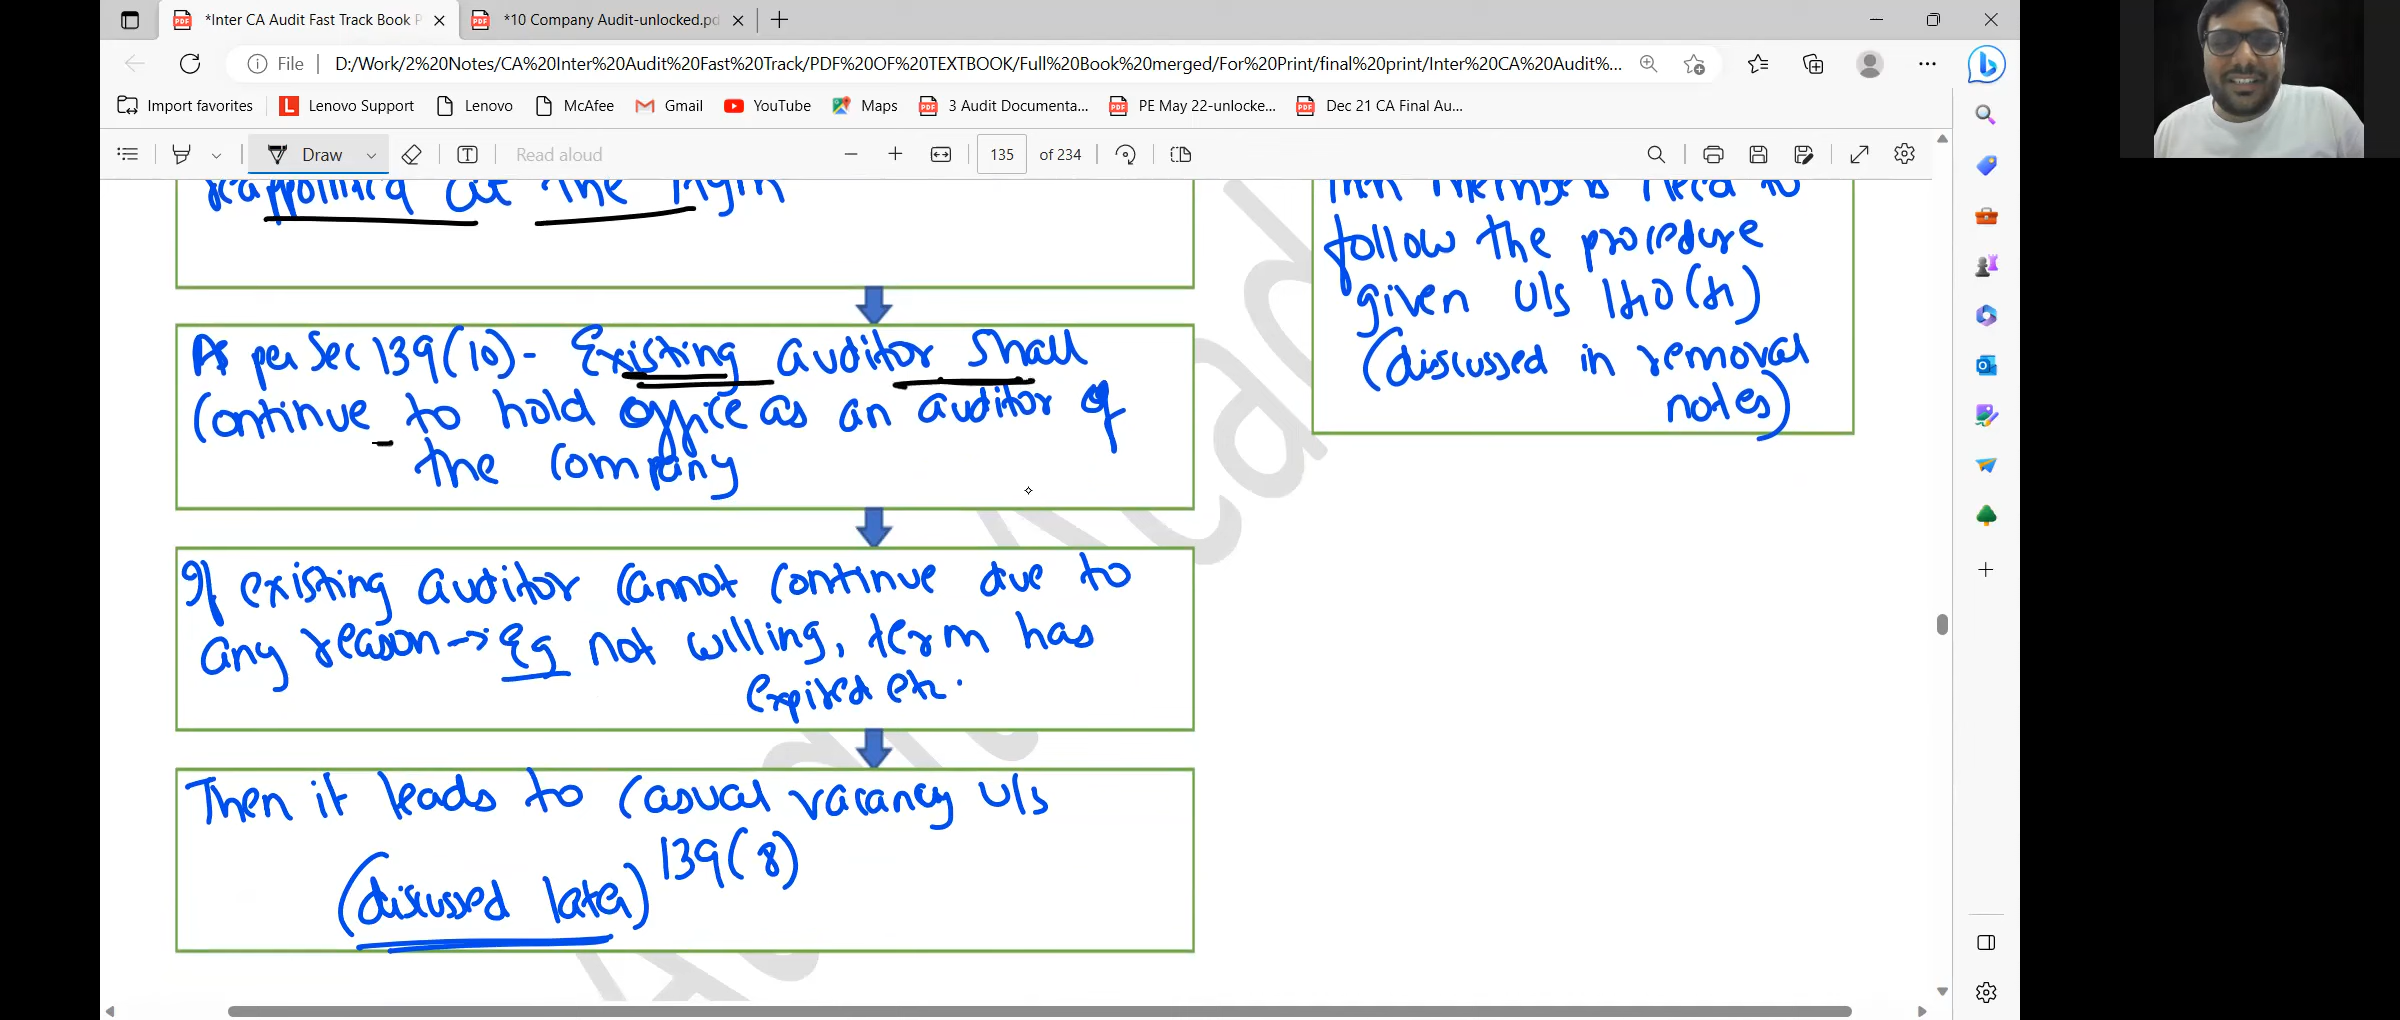 *Inter CA Audit Fast Track Book P
*10 Company Audit-unlocked.pd
File
D:/Work/2%20Notes/CA%20Inter%20Audit%20Fast%20Track/PDF%20OF%20TEXTBOOK/Full%20Book%20merged/For%20Print/final%20print/Inter%20CA%20Audit%...
Import favorites
Lenovo Support
Lenovo
McAfee
Gmail
YouTube
Maps
3 Audit Documenta...
PE May 22-unlocke...
Dec 21 CA Final Au...
Draw
Read aloud
135 of 234
reappointed at the
As per Sec 139(10)- Existing auditor shall
continue to hold office as an auditor of
the company
If existing auditor cannot continue due to
any reason → Eg not willing, term has
expired etc.
Then it leads to casual vacancy u/s
139(8)
(discussed later)
members need to
follow the procedure
given u/s 140(4)
(discussed in removal
notes)